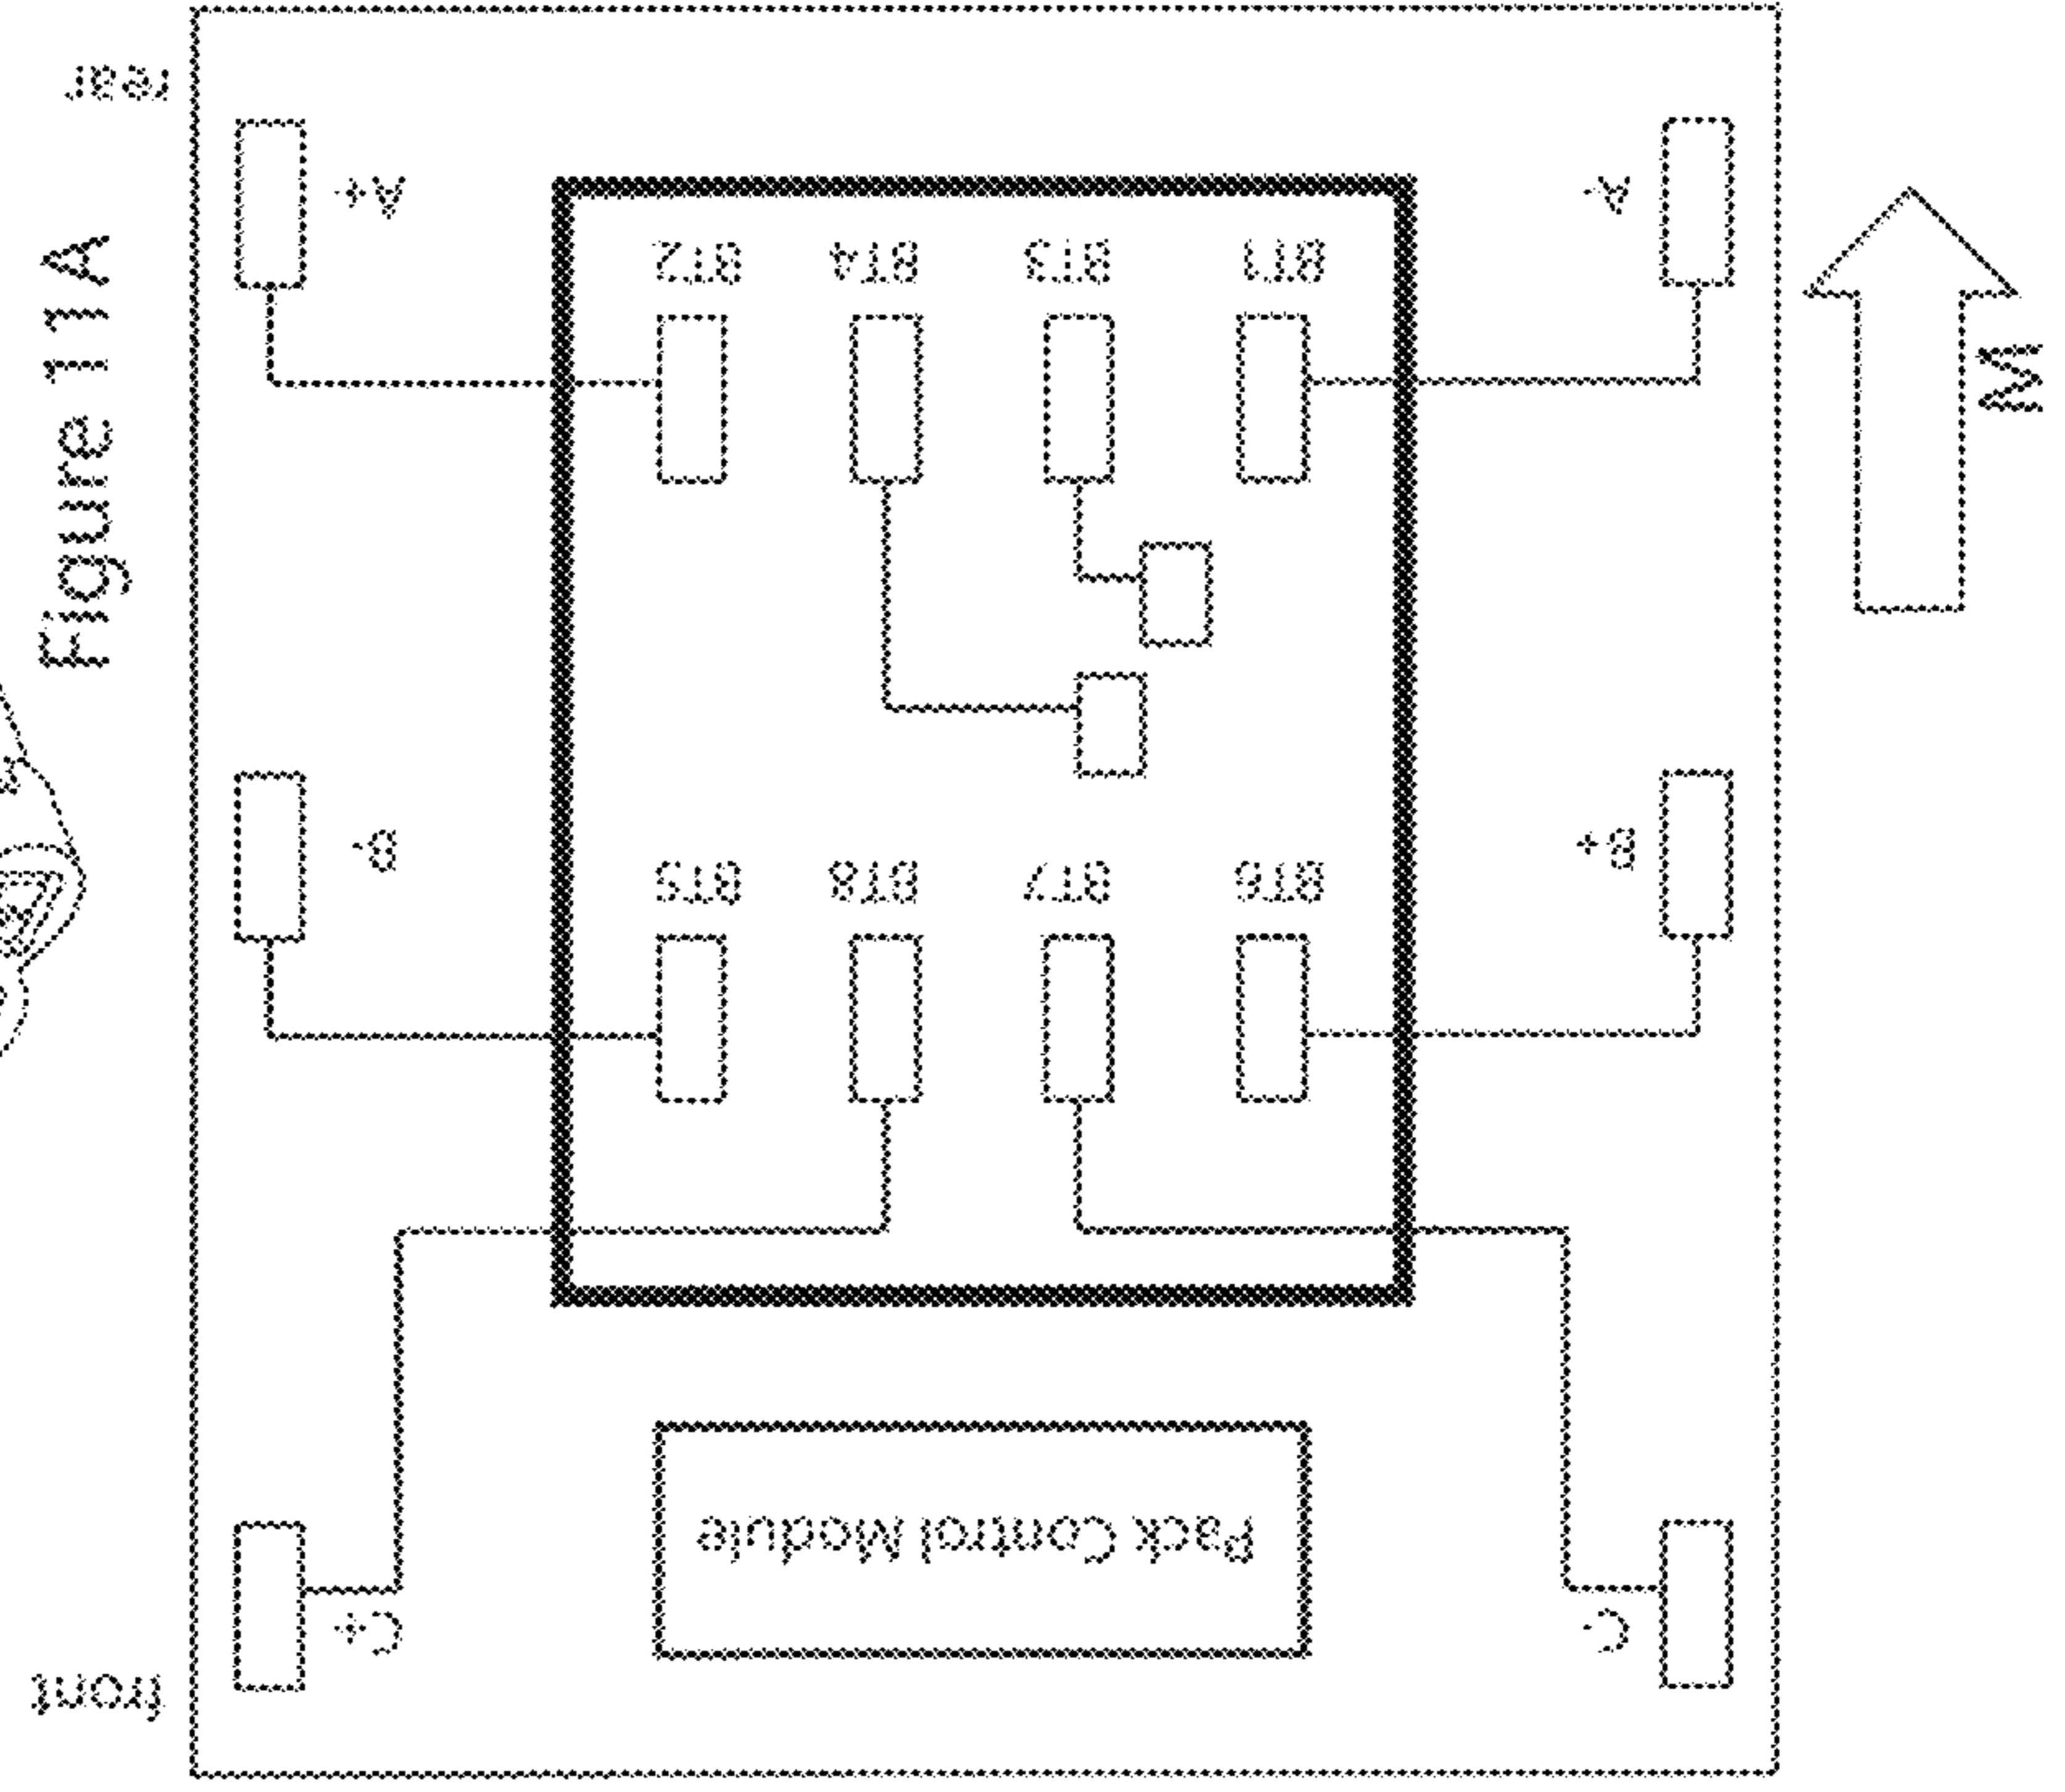 front
C-
Pack Control Module
C+
B+
BT6
BT7
BT8
BT5
B-
A-
BT1
BT3
BT4
BT2
A+
rear
M
Figure 11A